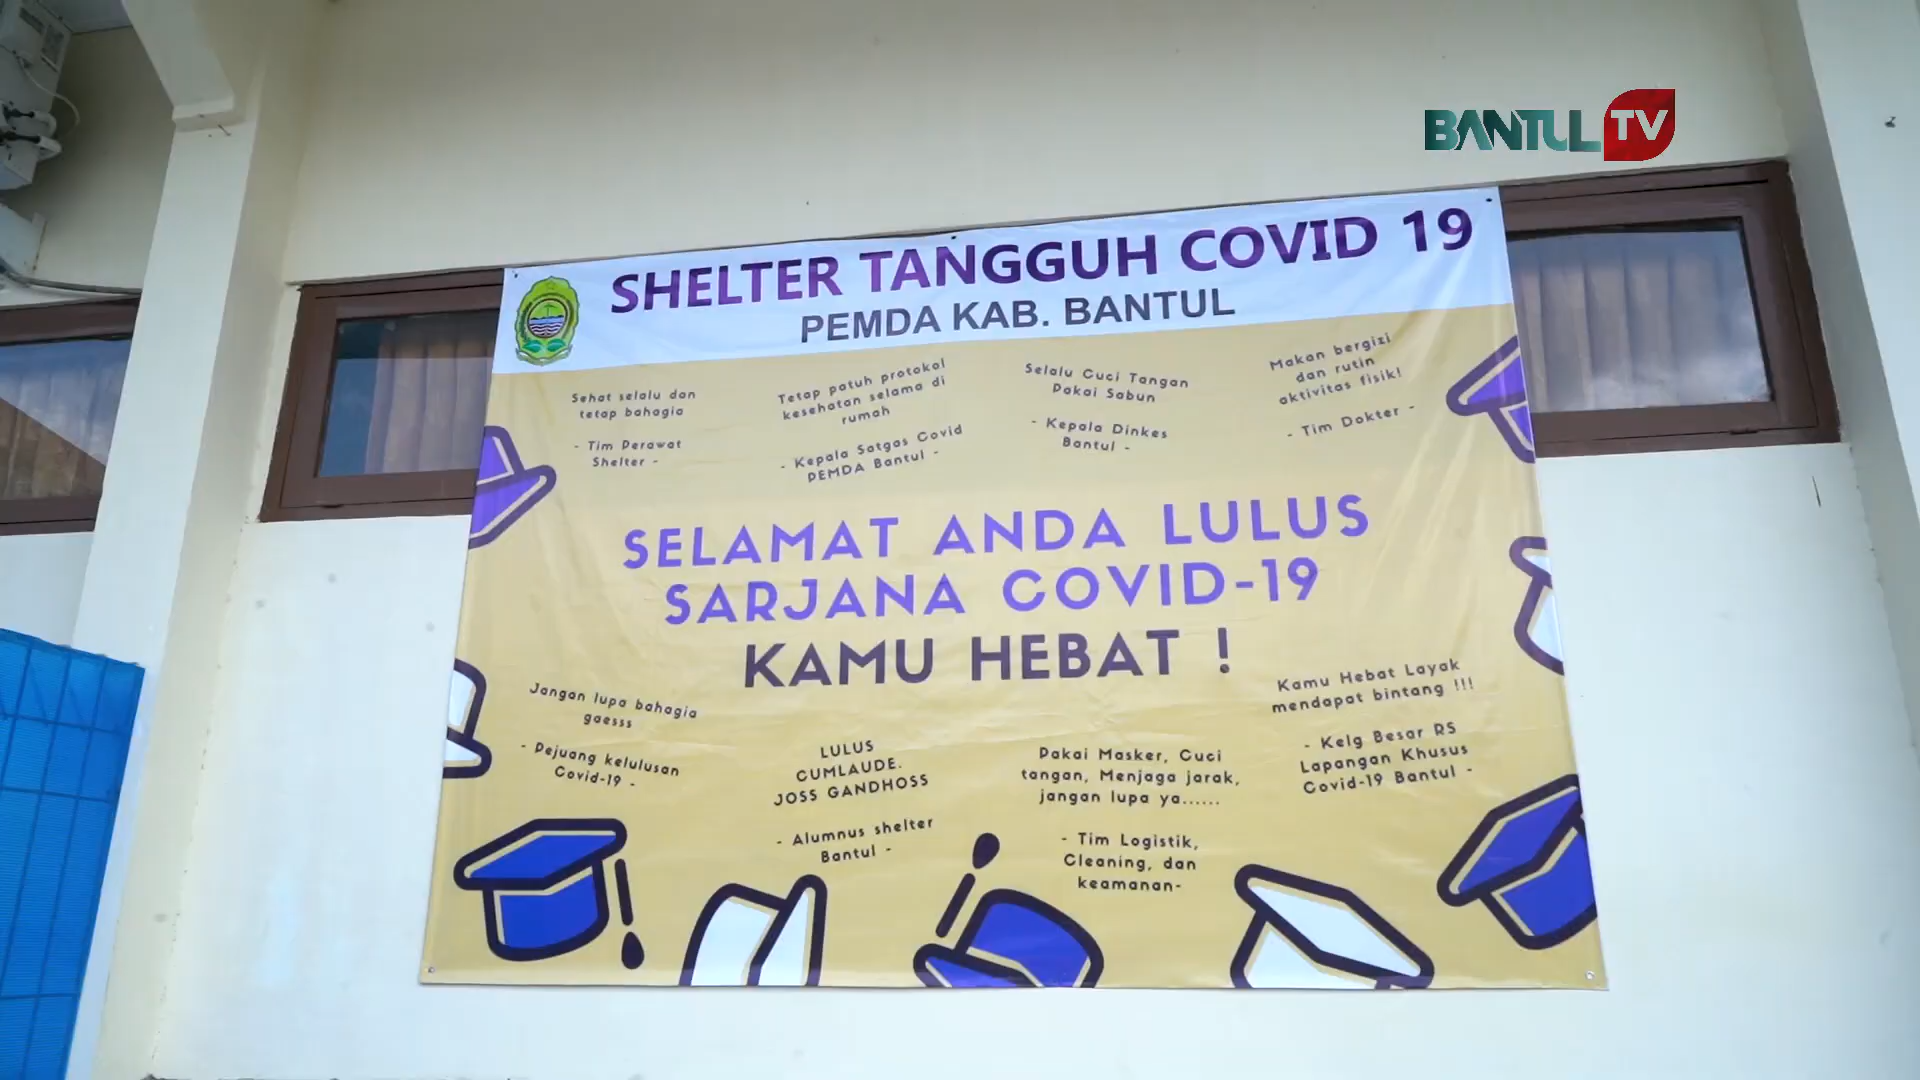 BANTUL TV
SHELTER TANGGUH COVID 19
PEMDA KAB. BANTUL
Sehat selalu dan
tetap bahagia
- Tim Perawat
Shelter -
Tetap patuh protokol
kesehatan selama di
rumah
- Kepala Satgas Covid
PEMDA Bantul -
Selalu Cuci Tangan
Pakai Sabun
- Kepala Dinkes
Bantul -
Makan bergizi
dan rutin
aktivitas fisik!
- Tim Dokter -
SELAMAT ANDA LULUS
SARJANA COVID-19
KAMU HEBAT !
Jangan lupa bahagia
gaesss
- Pejuang kelulusan
Covid-19 -
LULUS
CUMLAUDE.
JOSS GANDHOSS
- Alumnus shelter
Bantul -
Pakai Masker, Cuci
tangan, Menjaga jarak,
jangan lupa ya......
- Tim Logistik,
Cleaning, dan
keamanan-
Kamu Hebat Layak
mendapat bintang !!!
- Kelg Besar RS
Lapangan Khusus
Covid-19 Bantul -